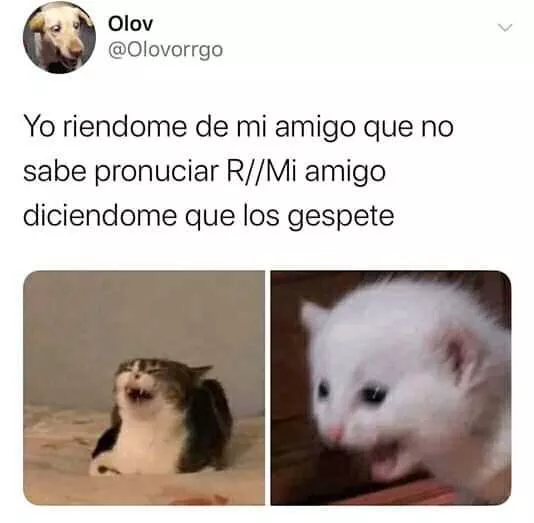 Olov
@Olovorrgo
Yo riendome de mi amigo que no
sabe pronuciar R//Mi amigo
diciendome que los gespete